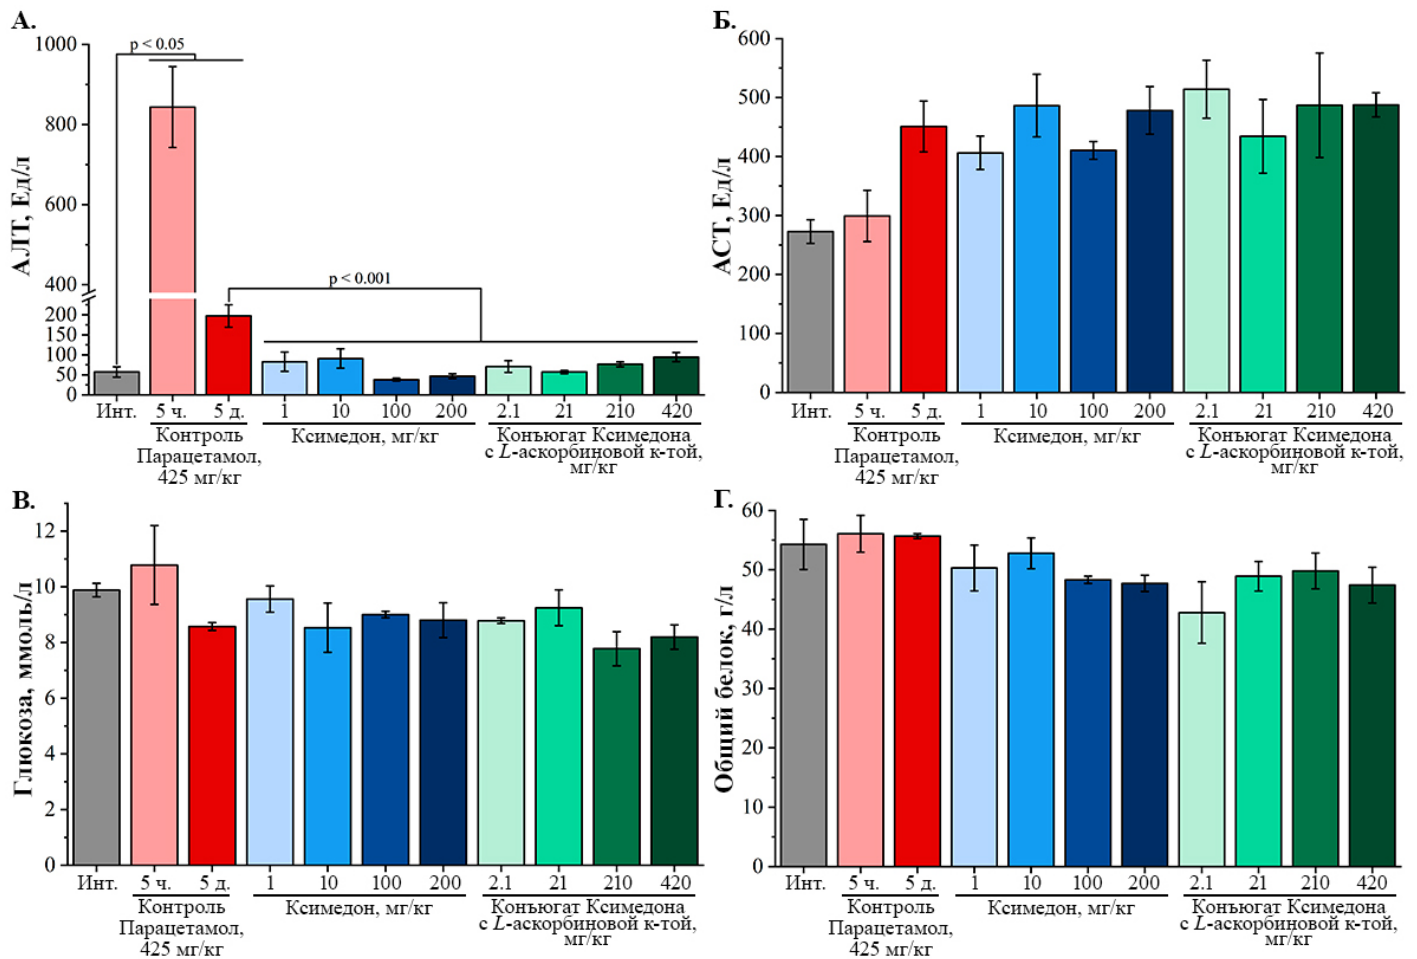 А.
1000
800
600
400
200
150
100
50
0
АЛТ, Ед/л
p < 0.05
p < 0.001
Инт. 5 ч. 5 д. 1 10 100 200 2.1 21 210 420
Контроль
Парацетамол,
425 мг/кг
Ксимедон, мг/кг
Конъюгат Ксимедона
с L-аскорбиновой к-той,
мг/кг
Б.
600
500
400
300
200
100
0
АСТ, Ед/л
Инт. 5 ч. 5 д. 1 10 100 200 2.1 21 210 420
Контроль
Парацетамол,
425 мг/кг
Ксимедон, мг/кг
Конъюгат Ксимедона
с L-аскорбиновой к-той,
мг/кг
В.
12
10
8
6
4
2
0
Глюкоза, ммоль/л
Инт. 5 ч. 5 д. 1 10 100 200 2.1 21 210 420
Контроль
Парацетамол,
425 мг/кг
Ксимедон, мг/кг
Конъюгат Ксимедона
с L-аскорбиновой к-той,
мг/кг
Г.
60
50
40
30
20
10
0
Общий белок, г/л
Инт. 5 ч. 5 д. 1 10 100 200 2.1 21 210 420
Контроль
Парацетамол,
425 мг/кг
Ксимедон, мг/кг
Конъюгат Ксимедона
с L-аскорбиновой к-той,
мг/кг